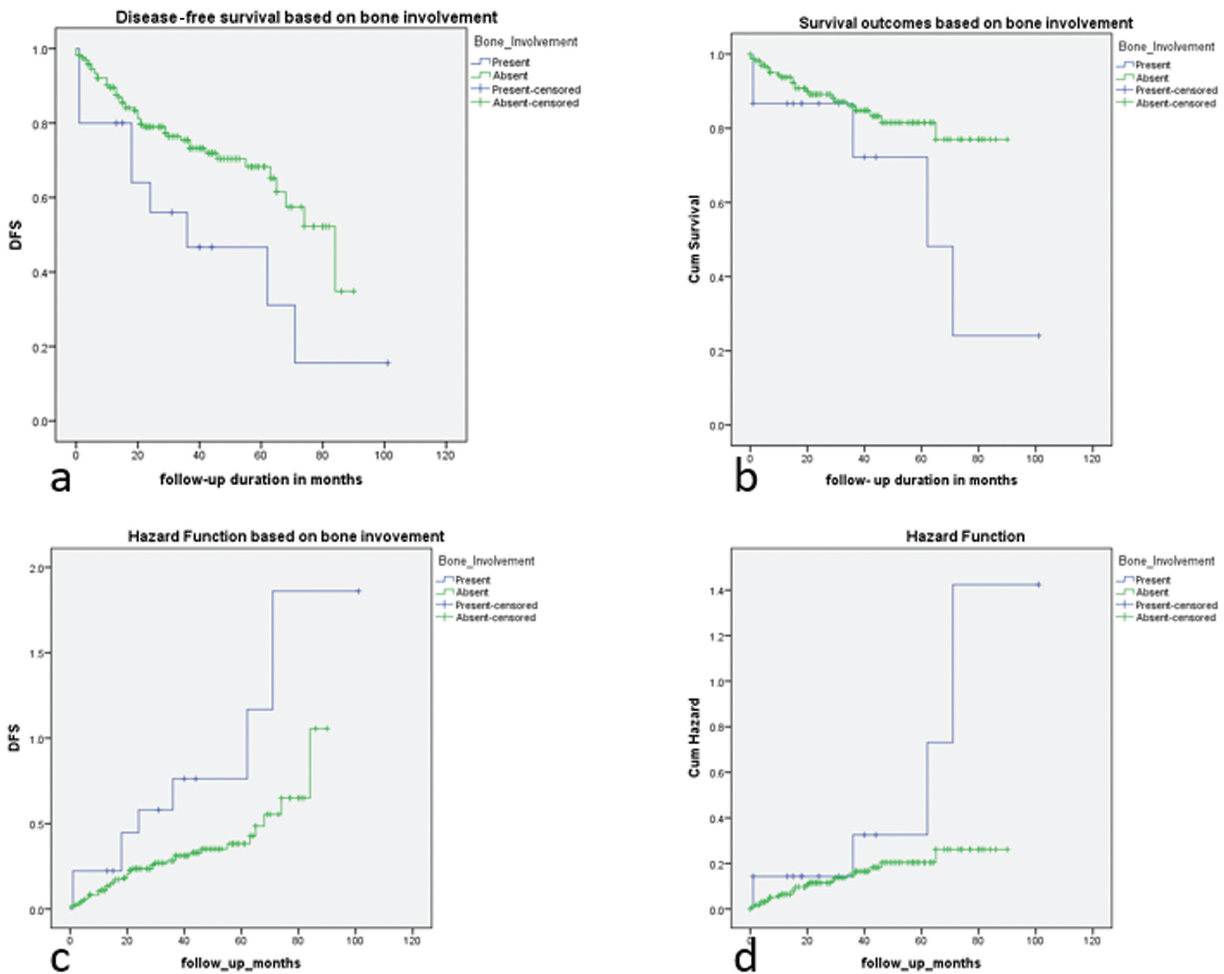 Disease-free survival based on bone involvement
Bone_Involvement
Present
Absent
Present-censored
Absent-censored
1.0
0.8
0.6
0.4
0.2
0.0
DFS
0 20 40 60 80 100 120
follow-up duration in months
a
Survival outcomes based on bone involvement
Bone_Involvement
Present
Absent
Present-censored
Absent-censored
1.0
0.8
0.6
0.4
0.2
0.0
Cum Survival
0 20 40 60 80 100 120
follow- up duration in months
b
Hazard Function based on bone invovement
Bone_Involvement
Present
Absent
Present-censored
Absent-censored
2.0
1.5
1.0
0.5
0.0
DFS
0 20 40 60 80 100 120
follow_up_months
c
Hazard Function
Bone_Involvement
Present
Absent
Present-censored
Absent-censored
1.4
1.2
1.0
0.8
0.6
0.4
0.2
0.0
Cum Hazard
0 20 40 60 80 100 120
follow_up_months
d